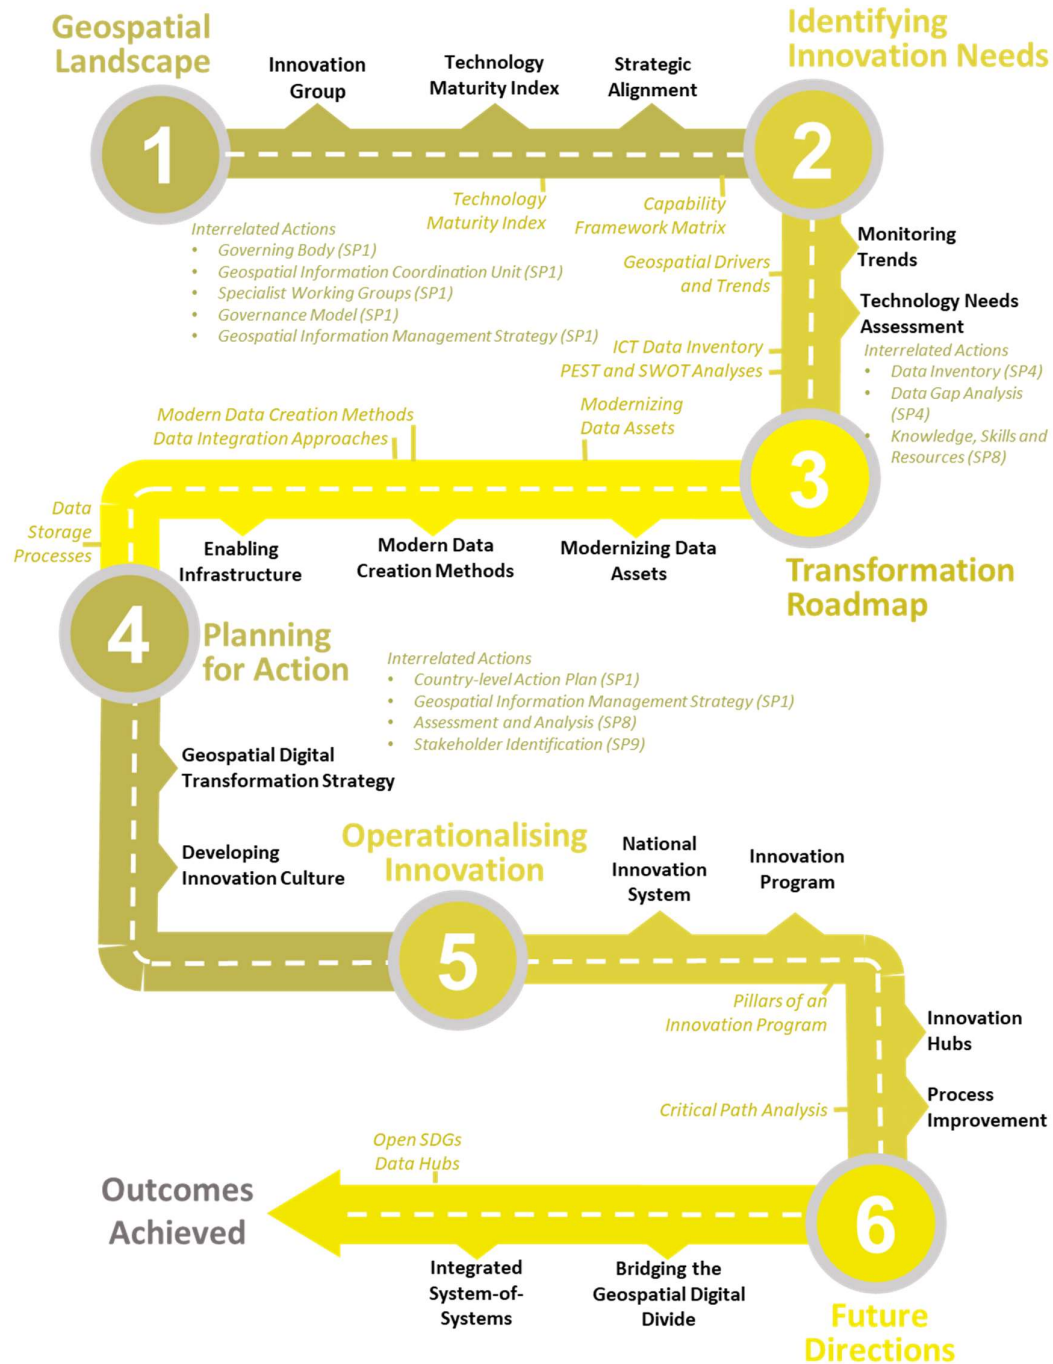 Geospatial
Landscape
1
Innovation
Group
Technology
Maturity Index
Strategic
Alignment
Identifying
Innovation Needs
2
Technology
Maturity Index
Capability
Framework Matrix
Interrelated Actions
• Governing Body (SP1)
• Geospatial Information Coordination Unit (SP1)
• Specialist Working Groups (SP1)
• Governance Model (SP1)
• Geospatial Information Management Strategy (SP1)
Monitoring
Trends
Geospatial Drivers
and Trends
Technology Needs
Assessment
ICT Data Inventory
PEST and SWOT Analyses
Interrelated Actions
• Data Inventory (SP4)
• Data Gap Analysis
(SP4)
• Knowledge, Skills and
Resources (SP8)
3
Transformation
Roadmap
Modernizing
Data Assets
Modern Data Creation Methods
Data Integration Approaches
Modernizing Data
Assets
Modern Data
Creation Methods
Enabling
Infrastructure
Data
Storage
Processes
4
Planning
for Action
Interrelated Actions
• Country-level Action Plan (SP1)
• Geospatial Information Management Strategy (SP1)
• Assessment and Analysis (SP8)
• Stakeholder Identification (SP9)
Geospatial Digital
Transformation Strategy
Developing
Innovation Culture
Operationalising
Innovation
5
National
Innovation
System
Innovation
Program
Pillars of an
Innovation Program
Innovation
Hubs
Critical Path Analysis
Process
Improvement
6
Future
Directions
Open SDGs
Data Hubs
Bridging the
Geospatial Digital
Divide
Integrated
System-of-
Systems
Outcomes
Achieved